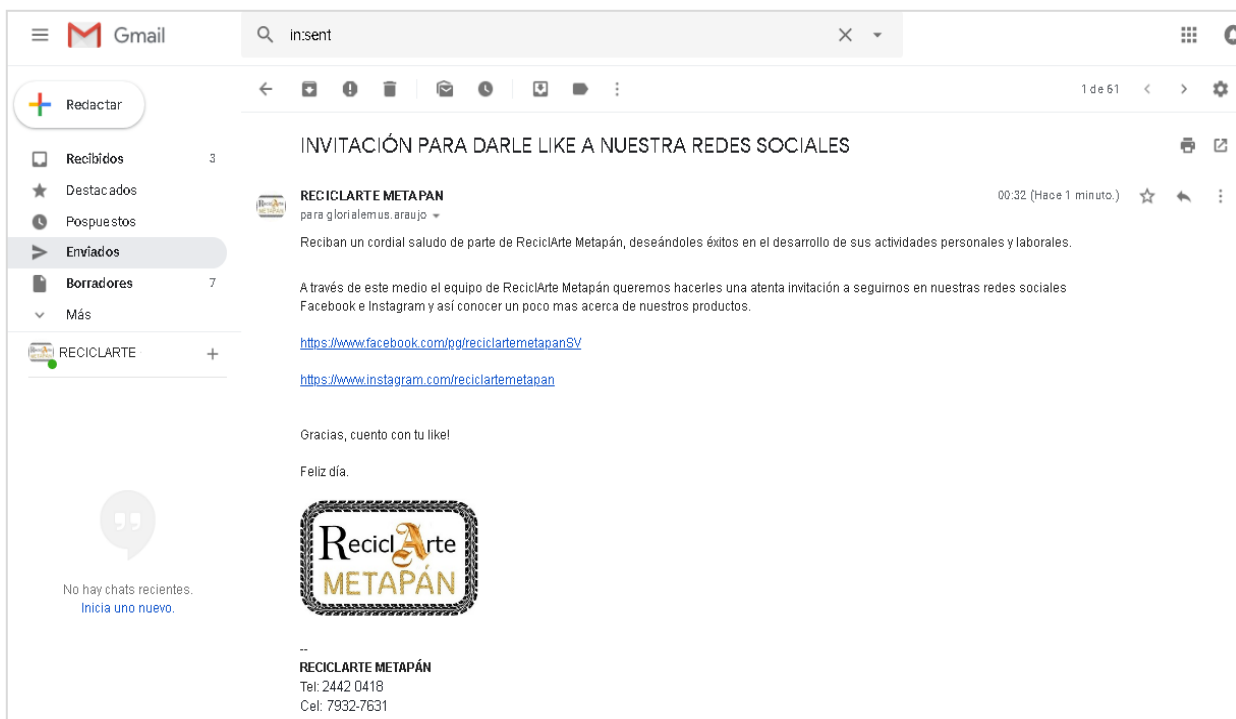 Gmail
in:sent
Redactar
1 de 61
Recibidos 3
Destacados
Pospuestos
Enviados
Borradores 7
Más
RECICLARTE
No hay chats recientes.
Inicia uno nuevo.
INVITACIÓN PARA DARLE LIKE A NUESTRA REDES SOCIALES
RECICLARTE METAPAN
00:32 (Hace 1 minuto.)
para glorialemus.araujo
Reciban un cordial saludo de parte de ReciclArte Metapán, deseándoles éxitos en el desarrollo de sus actividades personales y laborales.
A través de este medio el equipo de ReciclArte Metapán queremos hacerles una atenta invitación a seguirnos en nuestras redes sociales
Facebook e Instagram y así conocer un poco mas acerca de nuestros productos.
https://www.facebook.com/pg/reciclartemetapanSV
https://www.instagram.com/reciclartemetapan
Gracias, cuento con tu like!
Feliz día.
ReciclArte
METAPÁN
--
RECICLARTE METAPÁN
Tel: 2442 0418
Cel: 7932-7631